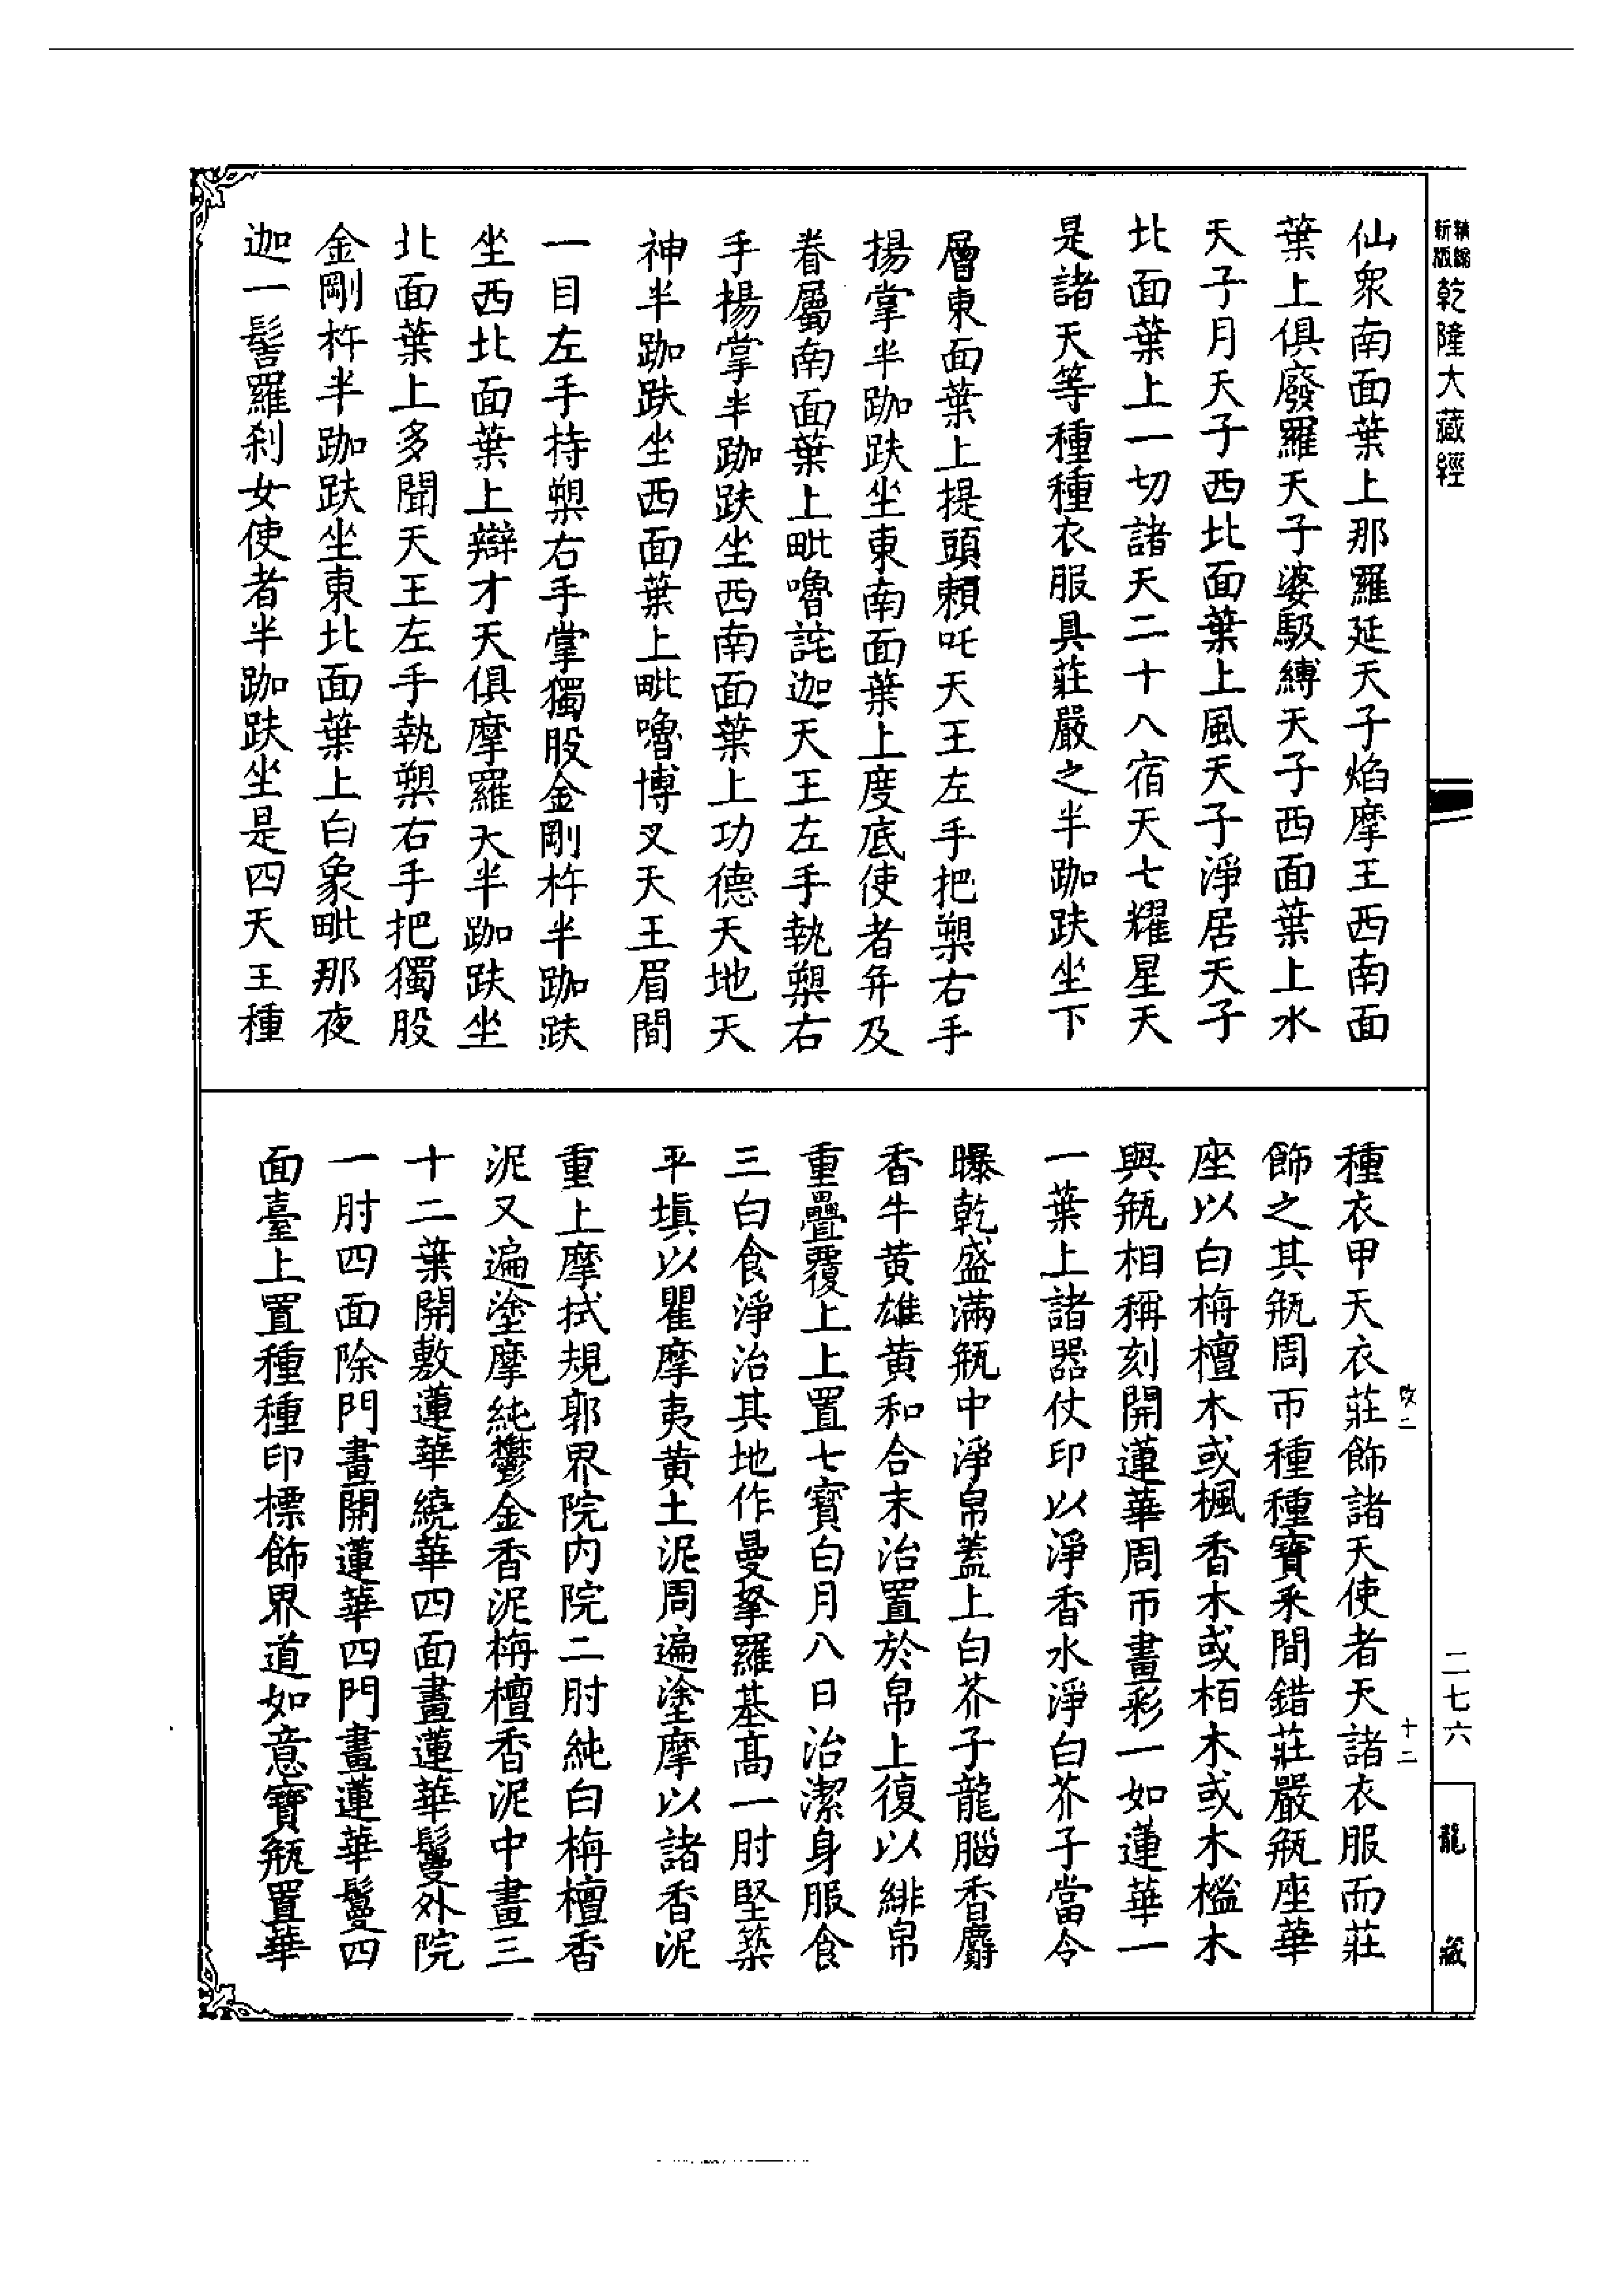 精縮新版
乾隆大藏經
仙衆南面葉上那羅延天子焰摩王西南面
葉上俱廢羅天子婆馺縛天子西面葉上水
天子月天子西北面葉上風天子淨居天子
北面葉上一切諸天二十八宿天七耀星天
是諸天等種種衣服具莊嚴之半跏趺坐下
層東面葉上提頭賴吒天王左手把槊右手
揚掌半跏趺坐東南面葉上度底使者并及
眷屬南面葉上毗嚕詫迦天王左手執槊右
手揚掌半跏趺坐西南面葉上功德天地天
神半跏趺坐西面葉上毗嚕博叉天王眉間
一目左手持槊右手掌獨股金剛杵半跏趺
坐西北面葉上辯才天俱摩羅天半跏趺坐
北面葉上多聞天王左手執槊右手把獨股
金剛杵半跏趺坐東北面葉上白象毗那夜
迦一髻羅刹女使者半跏趺坐是四天王種
種衣甲天衣莊飾諸天使者天諸衣服而莊
飾之其瓶周帀種種寶釆間錯莊嚴瓶座華
座以白栴檀木或楓香木或栢木或木檻木
興瓶相稱刻開蓮華周帀畫彩一如蓮華一
一葉上諸器仗印以淨香水淨白芥子當令
曝乾盛滿瓶中淨帛蓋上白芥子龍腦香麝
香牛黄雄黄和合末治置於帛上復以緋帛
重疊覆上上置七寶白月八日治潔身服食
三白食淨治其地作曼拏羅基高一肘堅築
平填以瞿摩夷黄土泥周遍塗摩以諸香泥
重上摩拭規郭界院内院二肘純白栴檀香
泥又遍塗摩純鬱金香泥栴檀香泥中畫三
十二葉開敷蓮華繞華四面畫蓮華鬘外院
一肘四面除門畫開蓮華四門畫蓮華鬘四
面臺上置種種印標飾界道如意寶瓶置華
改二
十二
二七六
龍藏